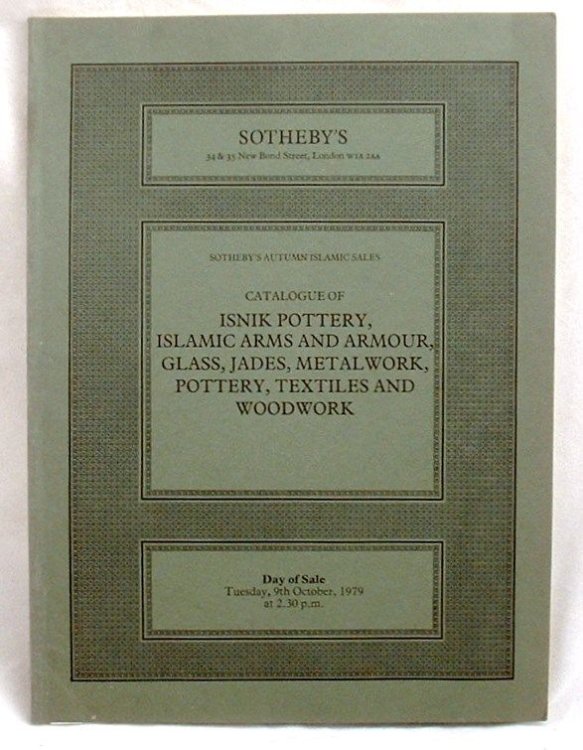 SOTHEBY'S
34 & 35 New Bond Street, London W1A 2AA
SOTHEBY'S AUTUMN ISLAMIC SALES
CATALOGUE OF
ISNIK POTTERY,
ISLAMIC ARMS AND ARMOUR,
GLASS, JADES, METALWORK,
POTTERY, TEXTILES AND
WOODWORK
Day of Sale
Tuesday, 9th October, 1979
at 2.30 p.m.